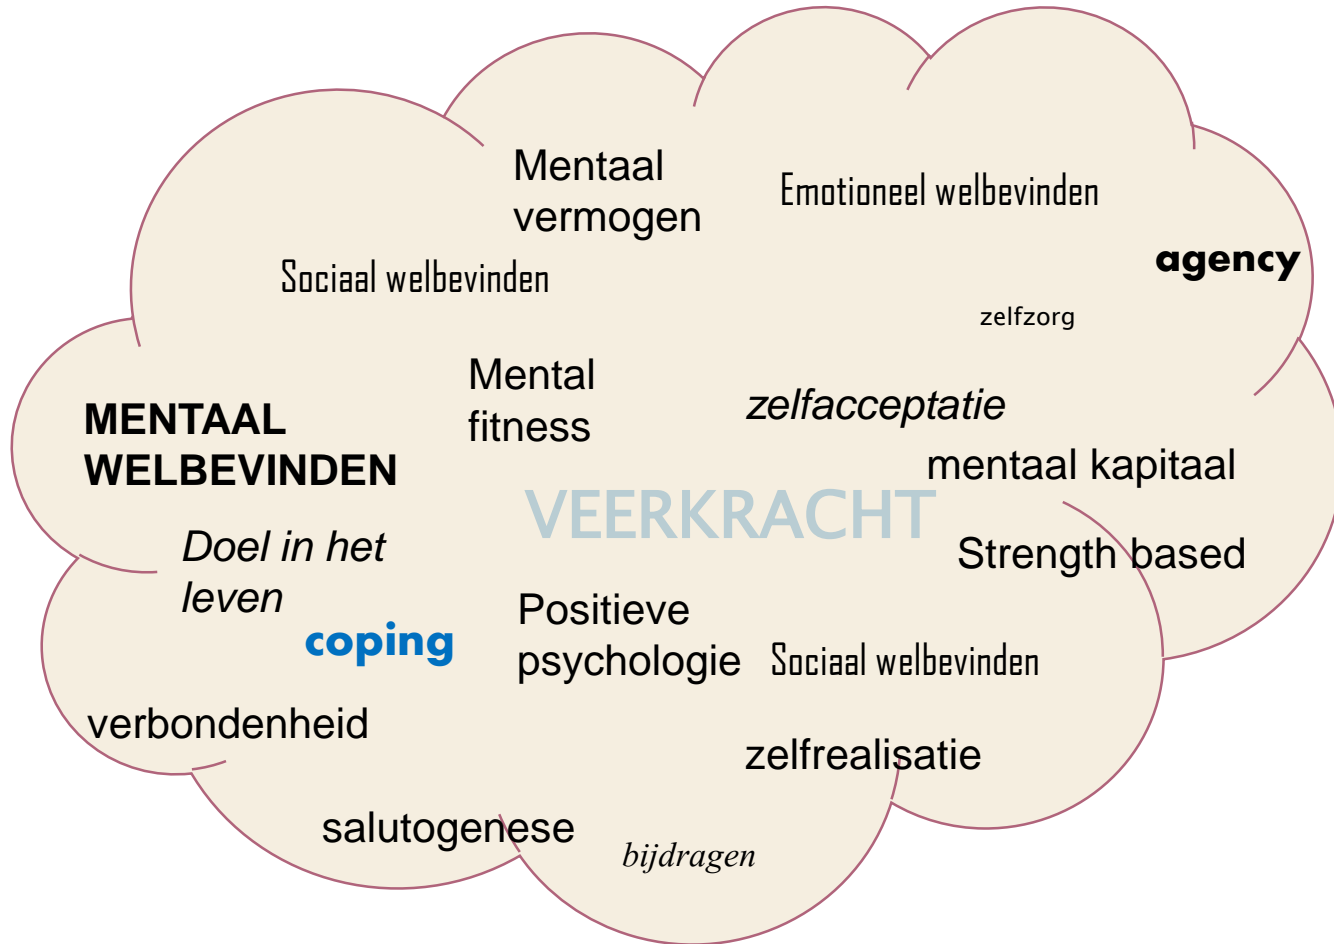 Mentaal
vermogen
Emotioneel welbevinden
agency
Sociaal welbevinden
zelfzorg
Mental
fitness
zelfacceptatie
MENTAAL
WELBEVINDEN
mentaal kapitaal
VEERKRACHT
Doel in het
leven
Strength based
coping
Positieve
psychologie
Sociaal welbevinden
verbondenheid
zelfrealisatie
salutogenese
bijdragen